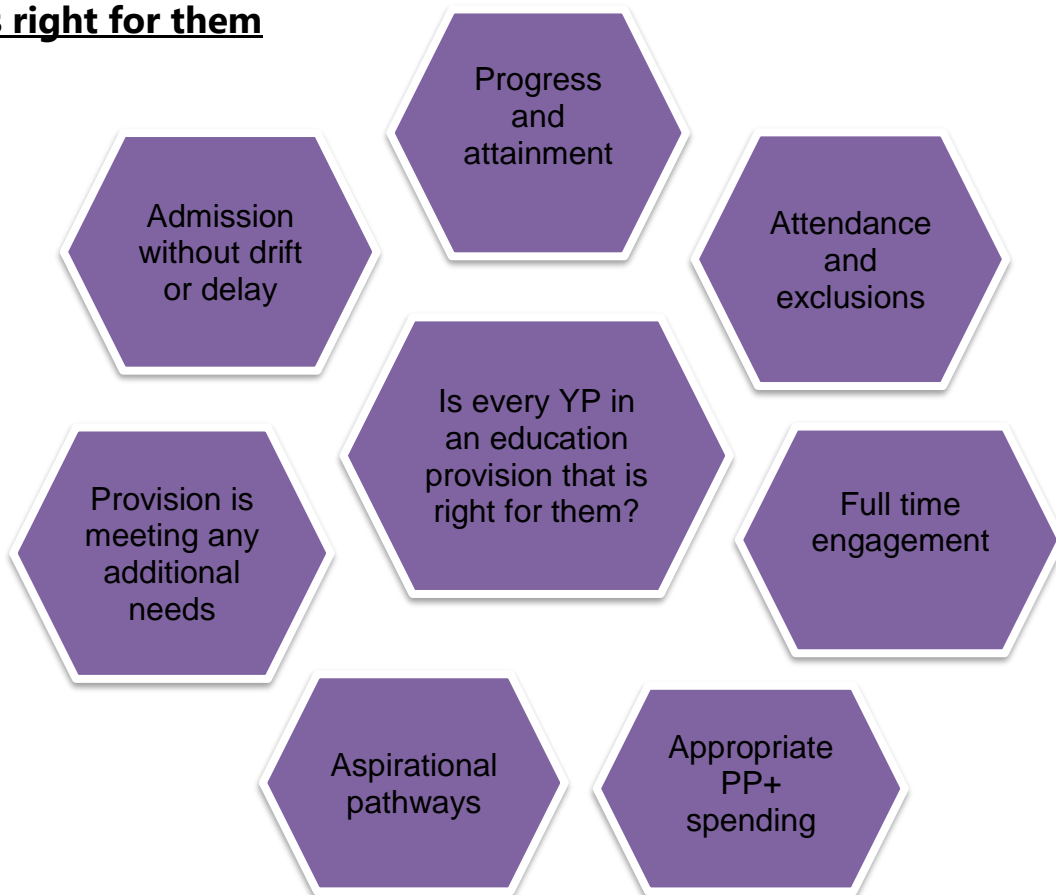 right for them
Progress
and
attainment
Admission
without drift
or delay
Attendance
and
exclusions
Is every YP in
an education
provision that is
right for them?
Provision is
meeting any
additional
needs
Full time
engagement
Aspirational
pathways
Appropriate
PP+
spending